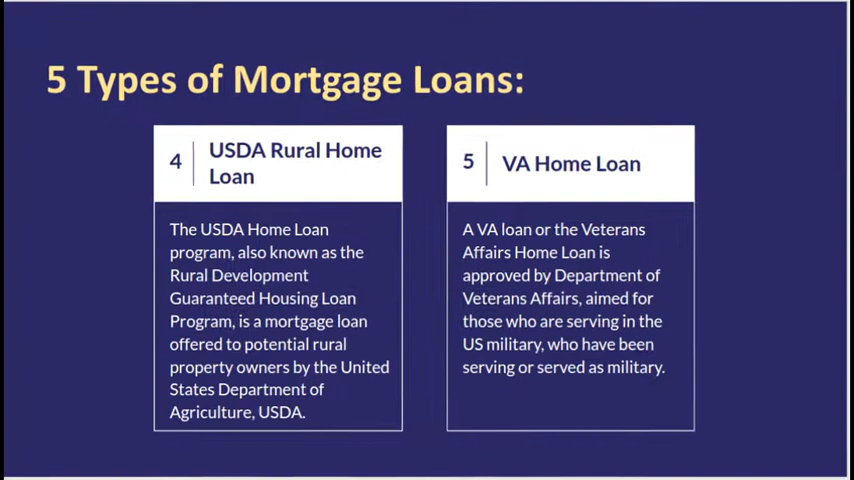 5 Types of Mortgage Loans:
4
USDA Rural Home
Loan
The USDA Home Loan
program, also known as the
Rural Development
Guaranteed Housing Loan
Program, is a mortgage loan
offered to potential rural
property owners by the United
States Department of
Agriculture, USDA.
5
VA Home Loan
A VA loan or the Veterans
Affairs Home Loan is
approved by Department of
Veterans Affairs, aimed for
those who are serving in the
US military, who have been
serving or served as military.